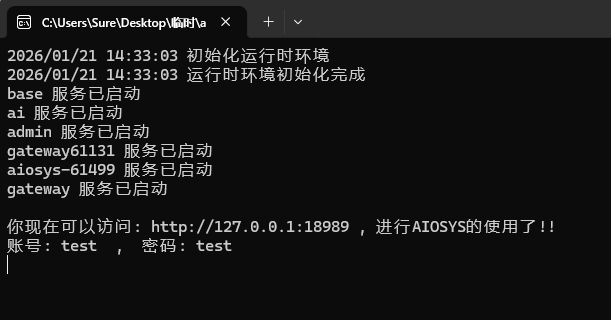 C:\Users\Sure\Desktop\临时\a
2026/01/21 14:33:03 初始化运行时环境
2026/01/21 14:33:03 运行时环境初始化完成
base 服务已启动
ai 服务已启动
admin 服务已启动
gateway61131 服务已启动
aiosys-61499 服务已启动
gateway 服务已启动
你现在可以访问: http://127.0.0.1:18989 , 进行AIOSYS的使用了!!
账号: test , 密码: test